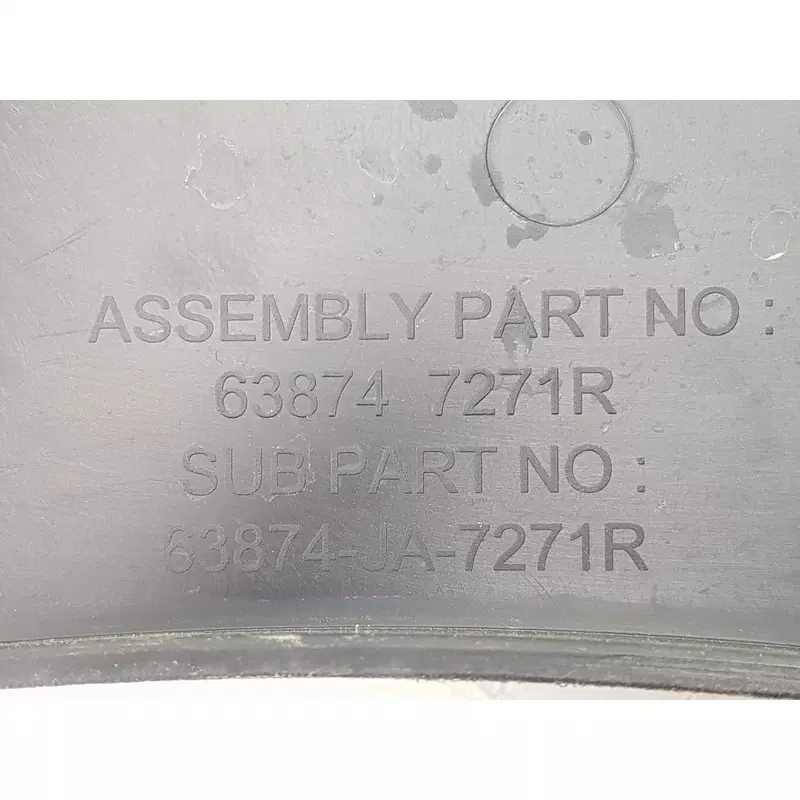 ASSEMBLY PART NO :
63874 7271R
SUB PART NO :
63874-JA-7271R